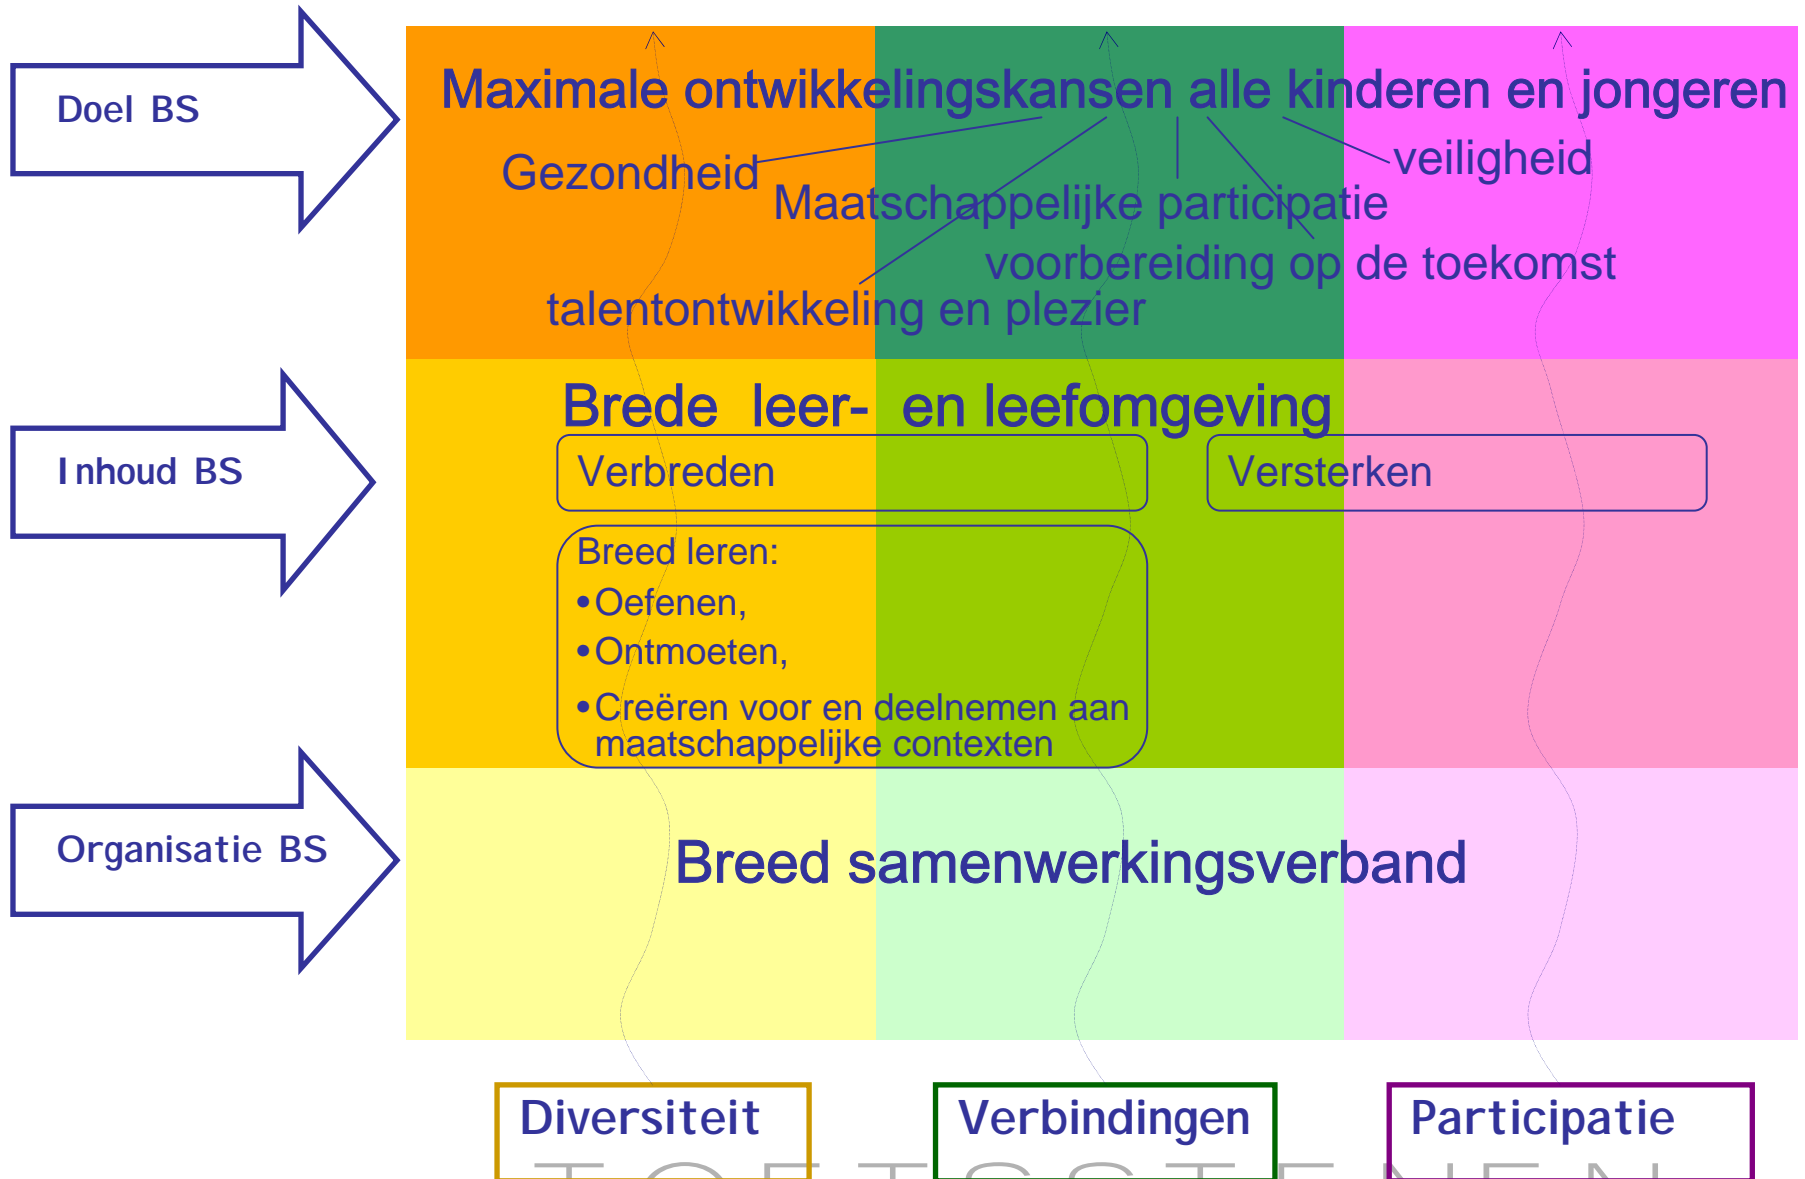 Doel BS
Maximale ontwikkelingskansen alle kinderen en jongeren
Gezondheid
veiligheid
Maatschappelijke participatie
voorbereiding op de toekomst
talentontwikkeling en plezier
Inhoud BS
Brede leer- en leefomgeving
Verbreden
Versterken
Breed leren:
•Oefenen,
•Ontmoeten,
•Creëren voor en deelnemen aan
maatschappelijke contexten
Organisatie BS
Breed samenwerkingsverband
Diversiteit
Verbindingen
Participatie
TOETSSTENEN